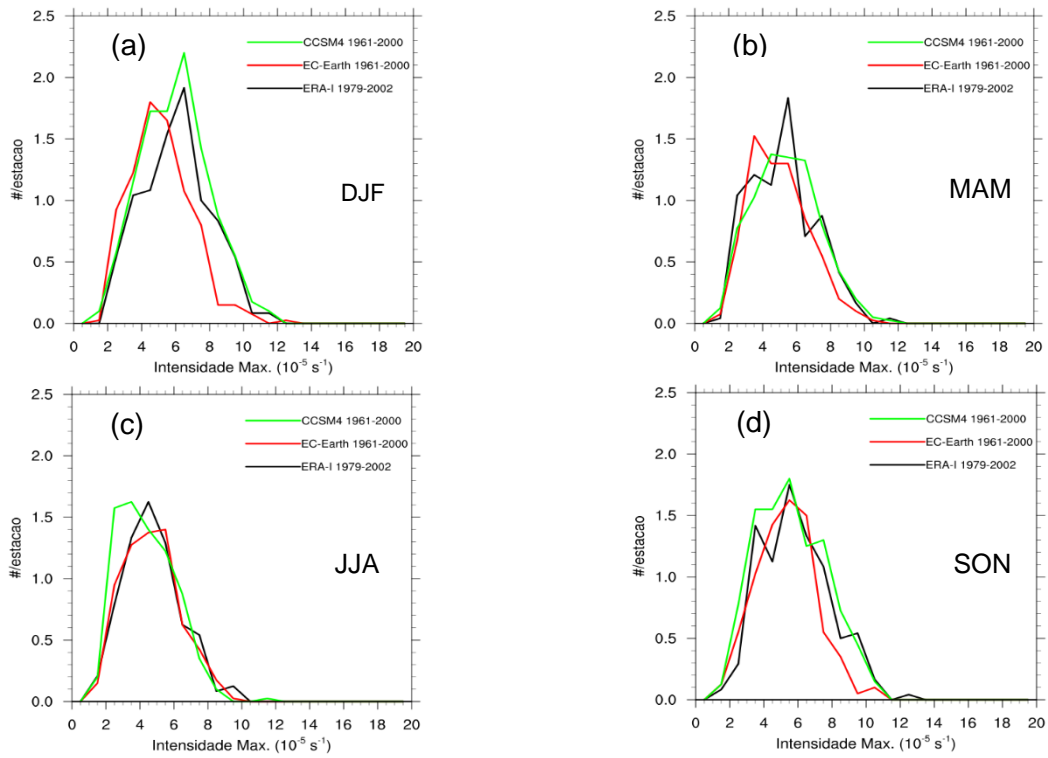 (a)
CCSM4 1961-2000
EC-Earth 1961-2000
ERA-I 1979-2002
DJF
#/estacao
2.5
2.0
1.5
1.0
0.5
0.0
0 2 4 6 8 10 12 14 16 18 20
Intensidade Max. (10⁻⁵ s⁻¹)
(b)
CCSM4 1961-2000
EC-Earth 1961-2000
ERA-I 1979-2002
MAM
#/estacao
2.5
2.0
1.5
1.0
0.5
0.0
0 2 4 6 8 10 12 14 16 18 20
Intensidade Max. (10⁻⁵ s⁻¹)
(c)
CCSM4 1961-2000
EC-Earth 1961-2000
ERA-I 1979-2002
JJA
#/estacao
2.5
2.0
1.5
1.0
0.5
0.0
0 2 4 6 8 10 12 14 16 18 20
Intensidade Max. (10⁻⁵ s⁻¹)
(d)
CCSM4 1961-2000
EC-Earth 1961-2000
ERA-I 1979-2002
SON
#/estacao
2.5
2.0
1.5
1.0
0.5
0.0
0 2 4 6 8 10 12 14 16 18 20
Intensidade Max. (10⁻⁵ s⁻¹)